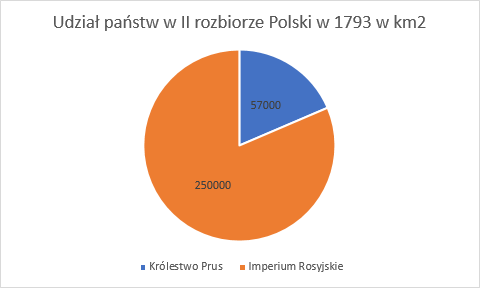 Udział państw w II rozbiorze Polski w 1793 w km2
57000
250000
Królestwo Prus
Imperium Rosyjskie